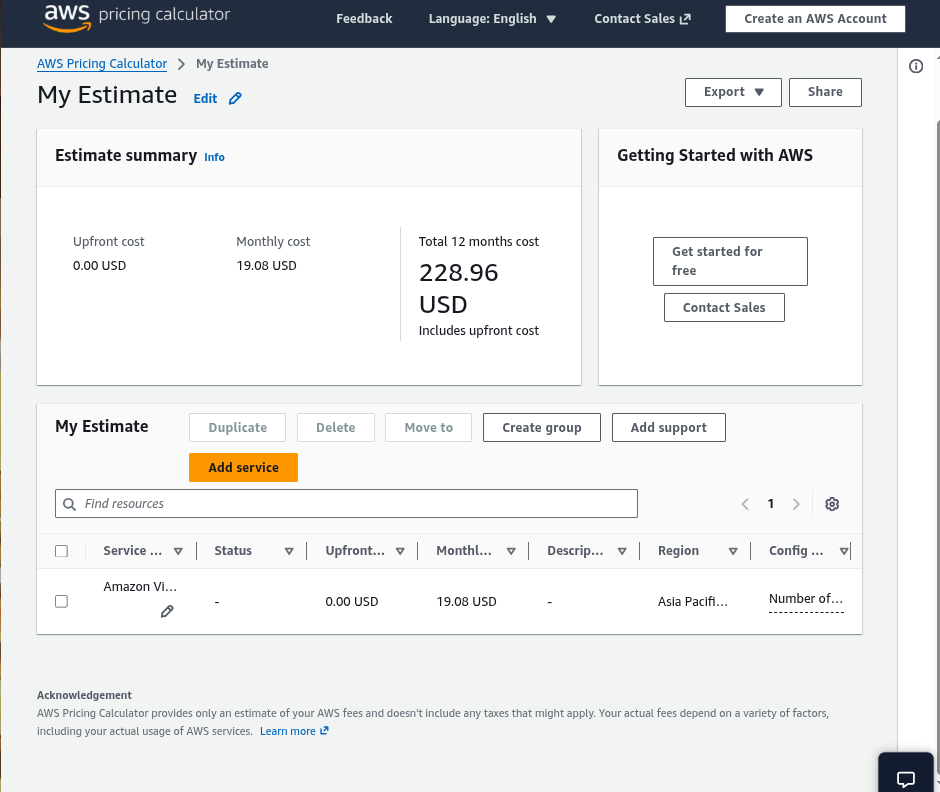 aws pricing calculator
Feedback
Language: English
Contact Sales
Create an AWS Account
AWS Pricing Calculator
My Estimate
My Estimate
Edit
Export
Share
Estimate summary Info
Upfront cost
0.00 USD
Monthly cost
19.08 USD
Total 12 months cost
228.96
USD
Includes upfront cost
Getting Started with AWS
Get started for
free
Contact Sales
My Estimate
Duplicate
Delete
Move to
Create group
Add support
Add service
Find resources
1
Service ...
Status
Upfront...
Monthl...
Descrip...
Region
Config ...
Amazon Vi...
-
0.00 USD
19.08 USD
-
Asia Pacifi...
Number of...
Acknowledgement
AWS Pricing Calculator provides only an estimate of your AWS fees and doesn't include any taxes that might apply. Your actual fees depend on a variety of factors,
including your actual usage of AWS services. Learn more